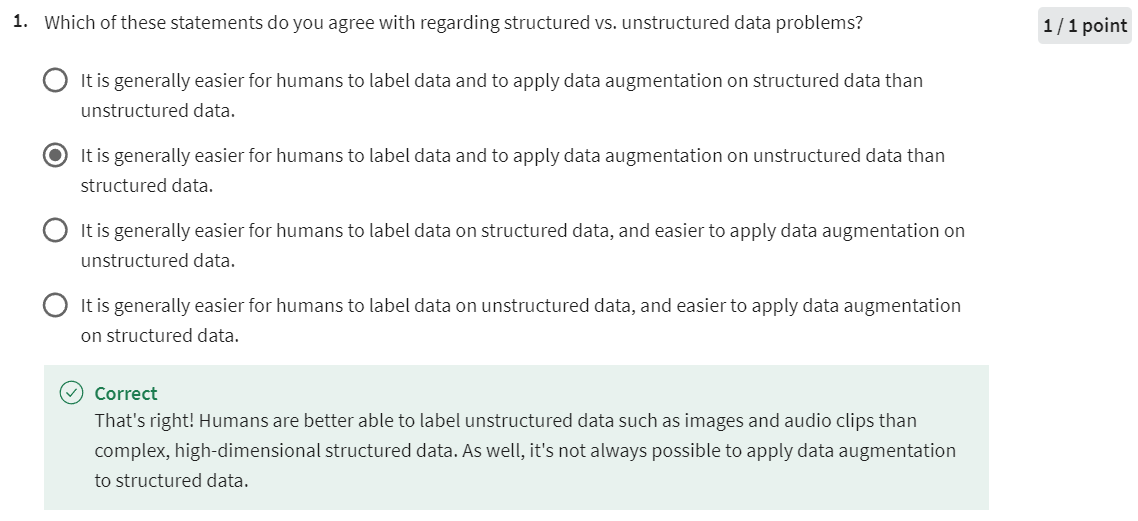 1. Which of these statements do you agree with regarding structured vs. unstructured data problems?
1 / 1 point
It is generally easier for humans to label data and to apply data augmentation on structured data than
unstructured data.
It is generally easier for humans to label data and to apply data augmentation on unstructured data than
structured data.
It is generally easier for humans to label data on structured data, and easier to apply data augmentation on
unstructured data.
It is generally easier for humans to label data on unstructured data, and easier to apply data augmentation
on structured data.
Correct
That's right! Humans are better able to label unstructured data such as images and audio clips than
complex, high-dimensional structured data. As well, it's not always possible to apply data augmentation
to structured data.